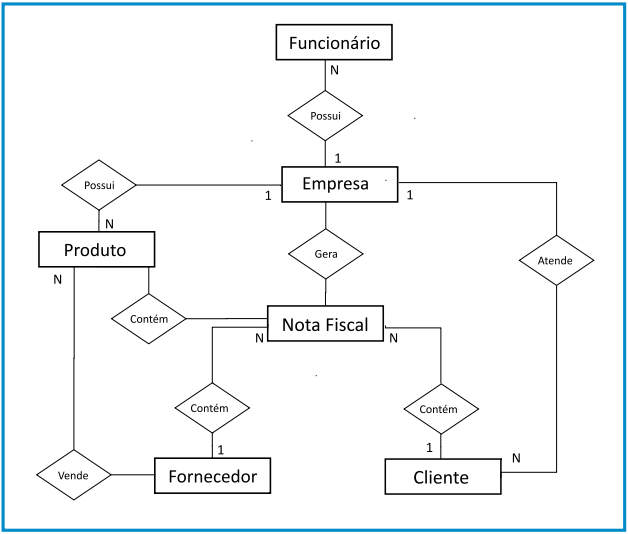 Funcionário
N
Possui
1
Empresa
1
1
Possui
N
Produto
N
Gera
Atende
Contém
Nota Fiscal
N
N
Contém
Contém
1
1
Vende
Fornecedor
Cliente
N